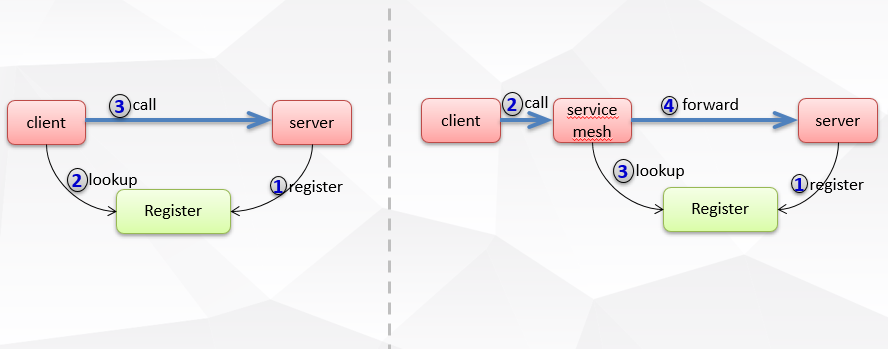 3 call
client
server
2 lookup
1 register
Register
2 call
4 forward
client
service
mesh
server
3 lookup
1 register
Register